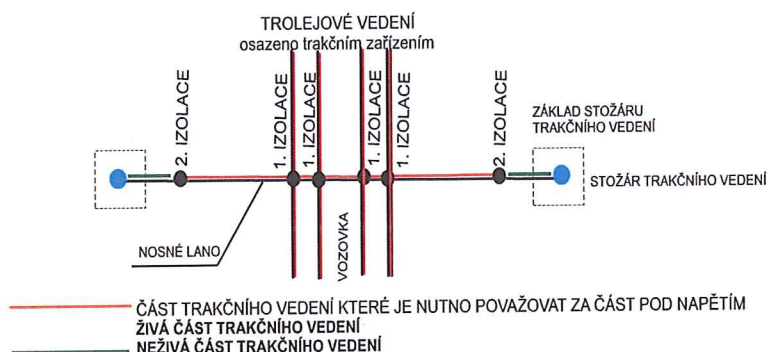 TROLEJOVÉ VEDENÍ
osazeno trakčním zařízením
2. IZOLACE
1. IZOLACE
1. IZOLACE
1. IZOLACE
1. IZOLACE
2. IZOLACE
ZÁKLAD STOŽÁRU
TRAKČNÍHO VEDENÍ
STOŽÁR TRAKČNÍHO VEDENÍ
NOSNÉ LANO
VOZOVKA
ČÁST TRAKČNÍHO VEDENÍ KTERÉ JE NUTNO POVAŽOVAT ZA ČÁST POD NAPĚTÍM
ŽIVÁ ČÁST TRAKČNÍHO VEDENÍ
NEŽIVÁ ČÁST TRAKČNÍHO VEDENÍ